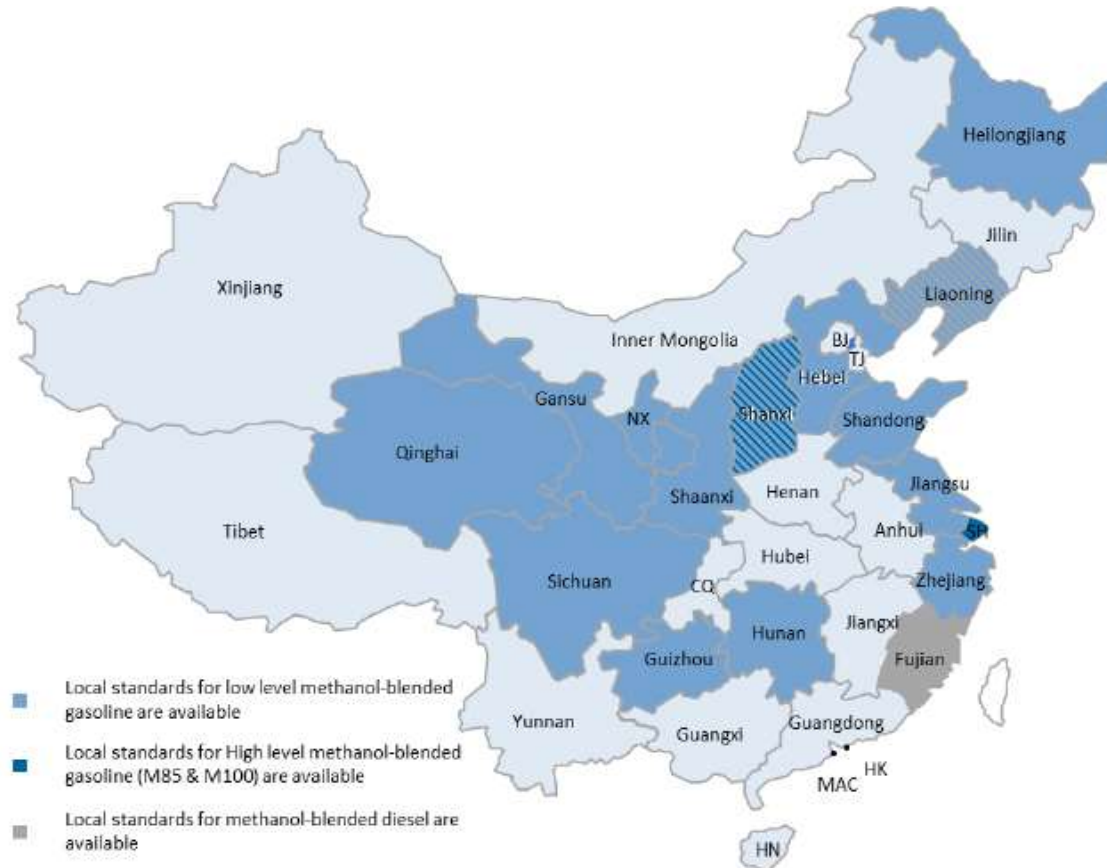 Heilongjiang
Jilin
Xinjiang
Liaoning
Inner Mongolia
BJ
TJ
Hebei
Gansu
Shanxi
NX
Shandong
Qinghai
Shaanxi
Henan
Jiangsu
Tibet
Anhui
SH
Hubei
Sichuan
CQ
Zhejiang
Jiangxi
Hunan
Guizhou
Fujian
Local standards for low level methanol-blended
gasoline are available
Yunnan
Guangxi
Guangdong
Local standards for High level methanol-blended
gasoline (M85 & M100) are available
HK
MAC
Local standards for methanol-blended diesel are
available
HN